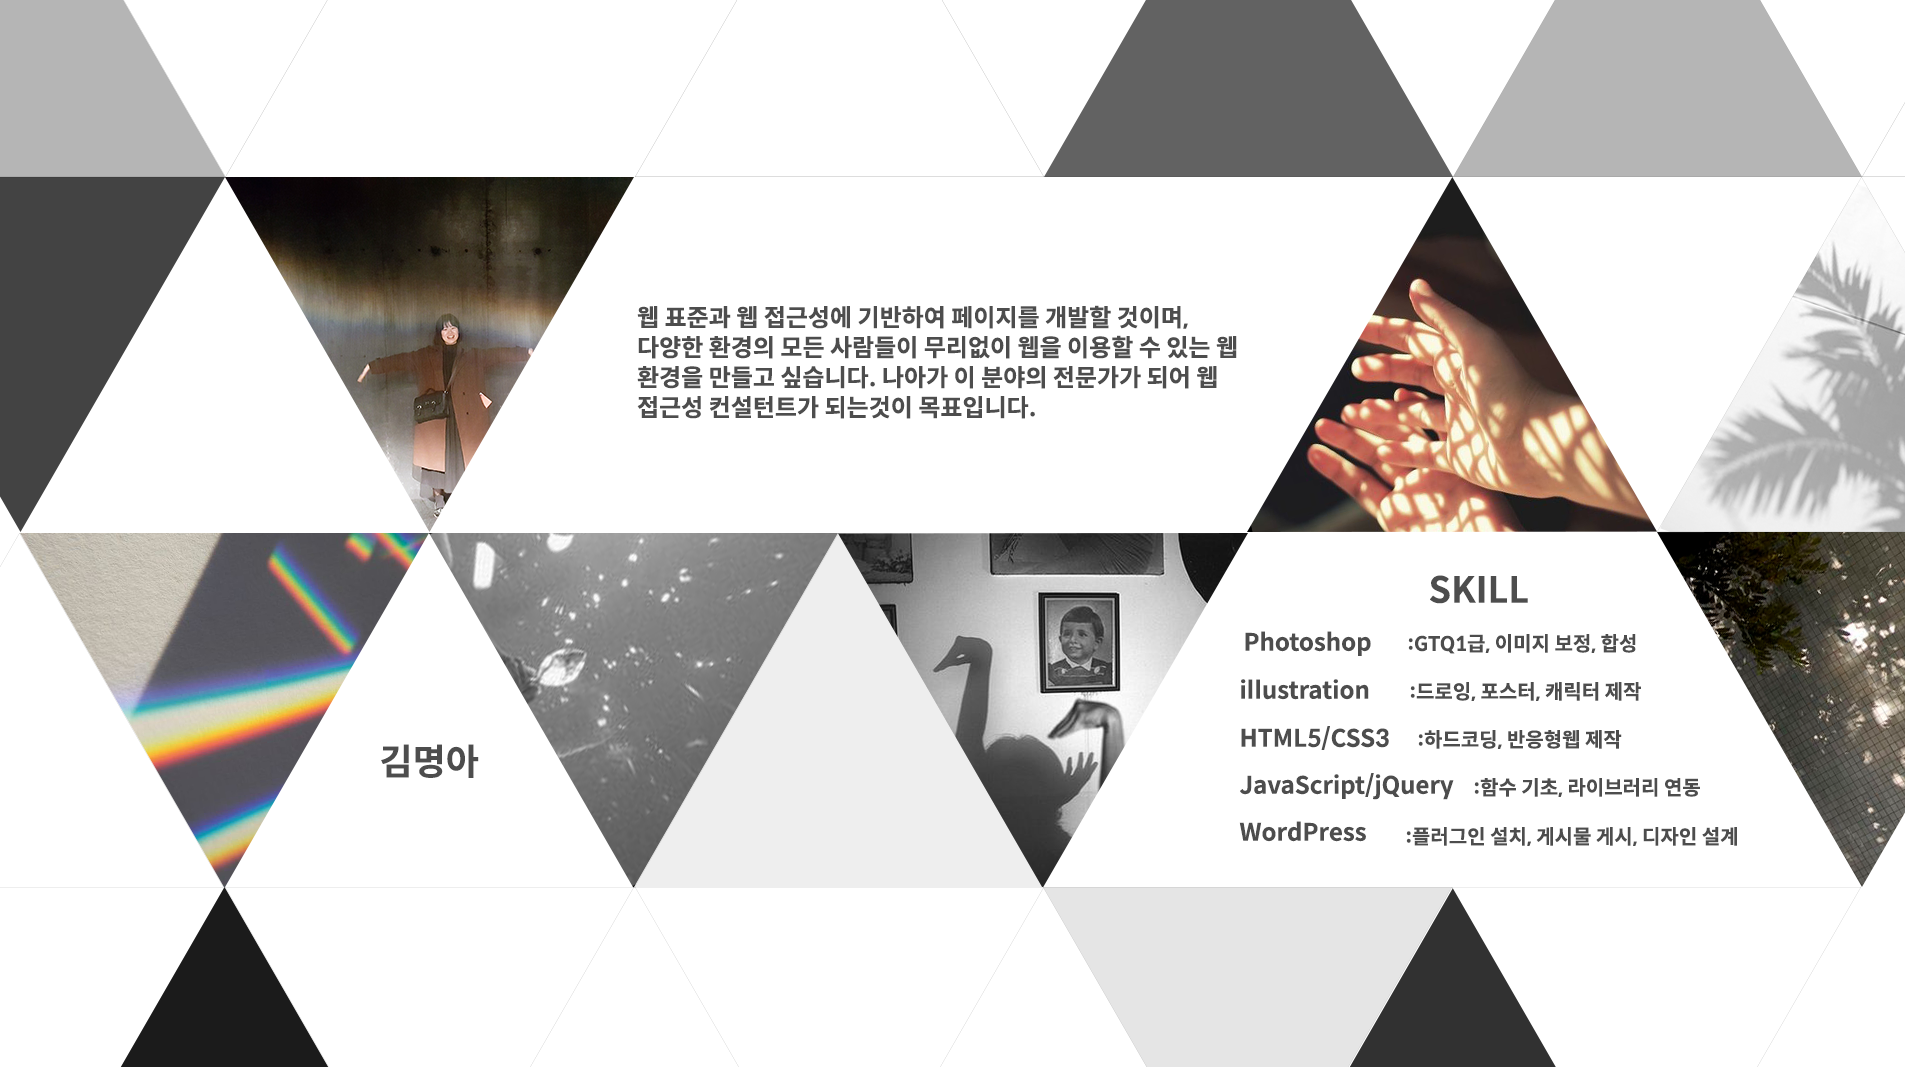 웹 표준과 웹 접근성에 기반하여 페이지를 개발할 것이며,
다양한 환경의 모든 사람들이 무리없이 웹을 이용할 수 있는 웹
환경을 만들고 싶습니다. 나아가 이 분야의 전문가가 되어 웹
접근성 컨설턴트가 되는것이 목표입니다.
김명아
SKILL
Photoshop :GTQ1급, 이미지 보정, 합성
illustration :드로잉, 포스터, 캐릭터 제작
HTML5/CSS3 :하드코딩, 반응형웹 제작
JavaScript/jQuery :함수 기초, 라이브러리 연동
WordPress :플러그인 설치, 게시물 게시, 디자인 설계